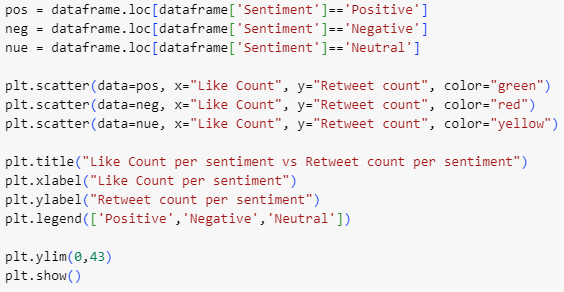 pos = dataframe.loc[dataframe['Sentiment']=='Positive']
neg = dataframe.loc[dataframe['Sentiment']=='Negative']
nue = dataframe.loc[dataframe['Sentiment']=='Neutral']
plt.scatter(data=pos, x="Like Count", y="Retweet count", color="green")
plt.scatter(data=neg, x="Like Count", y="Retweet count", color="red")
plt.scatter(data=nue, x="Like Count", y="Retweet count", color="yellow")
plt.title("Like Count per sentiment vs Retweet count per sentiment")
plt.xlabel("Like Count per sentiment")
plt.ylabel("Retweet count per sentiment")
plt.legend(['Positive','Negative','Neutral'])
plt.ylim(0,43)
plt.show()